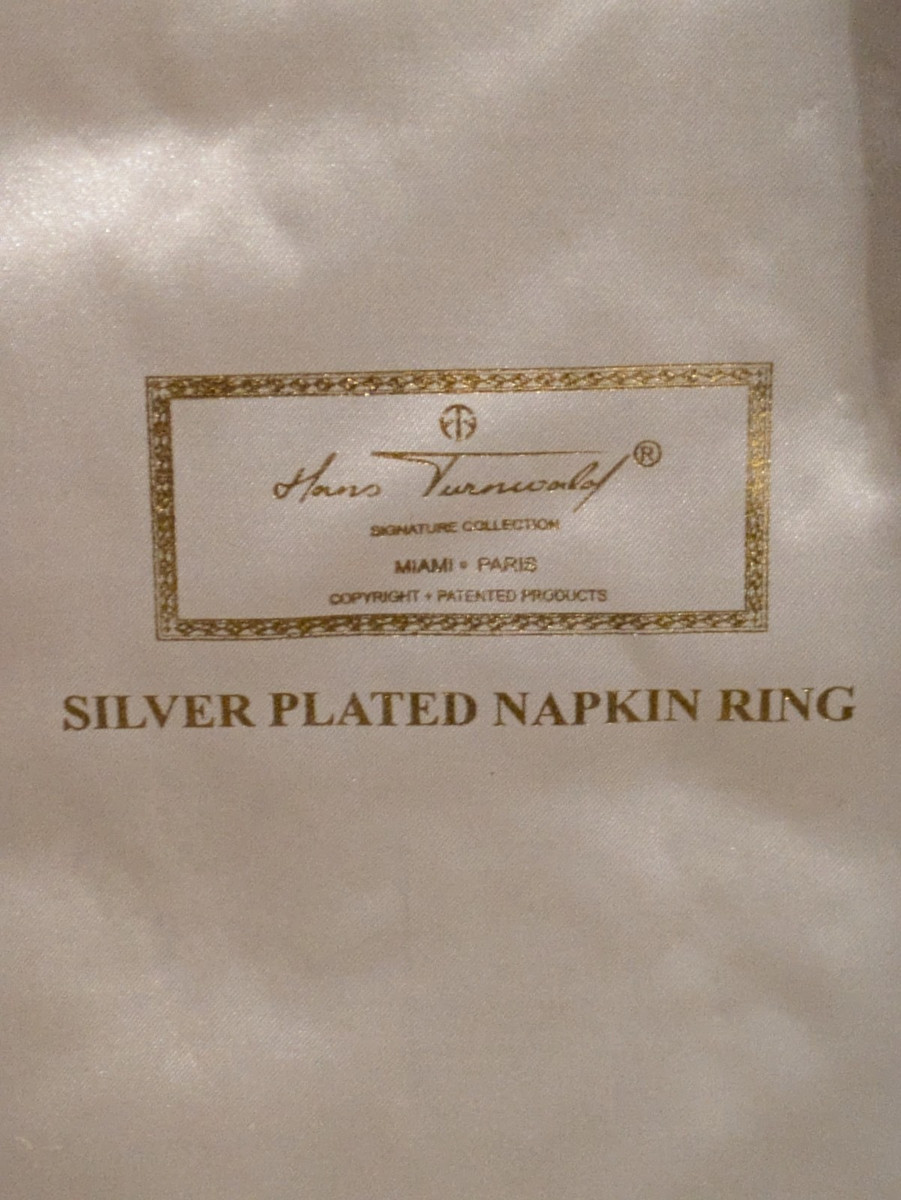 Hans Turnwald ®
SIGNATURE COLLECTION
MIAMI • PARIS
COPYRIGHT • PATENTED PRODUCTS
SILVER PLATED NAPKIN RING